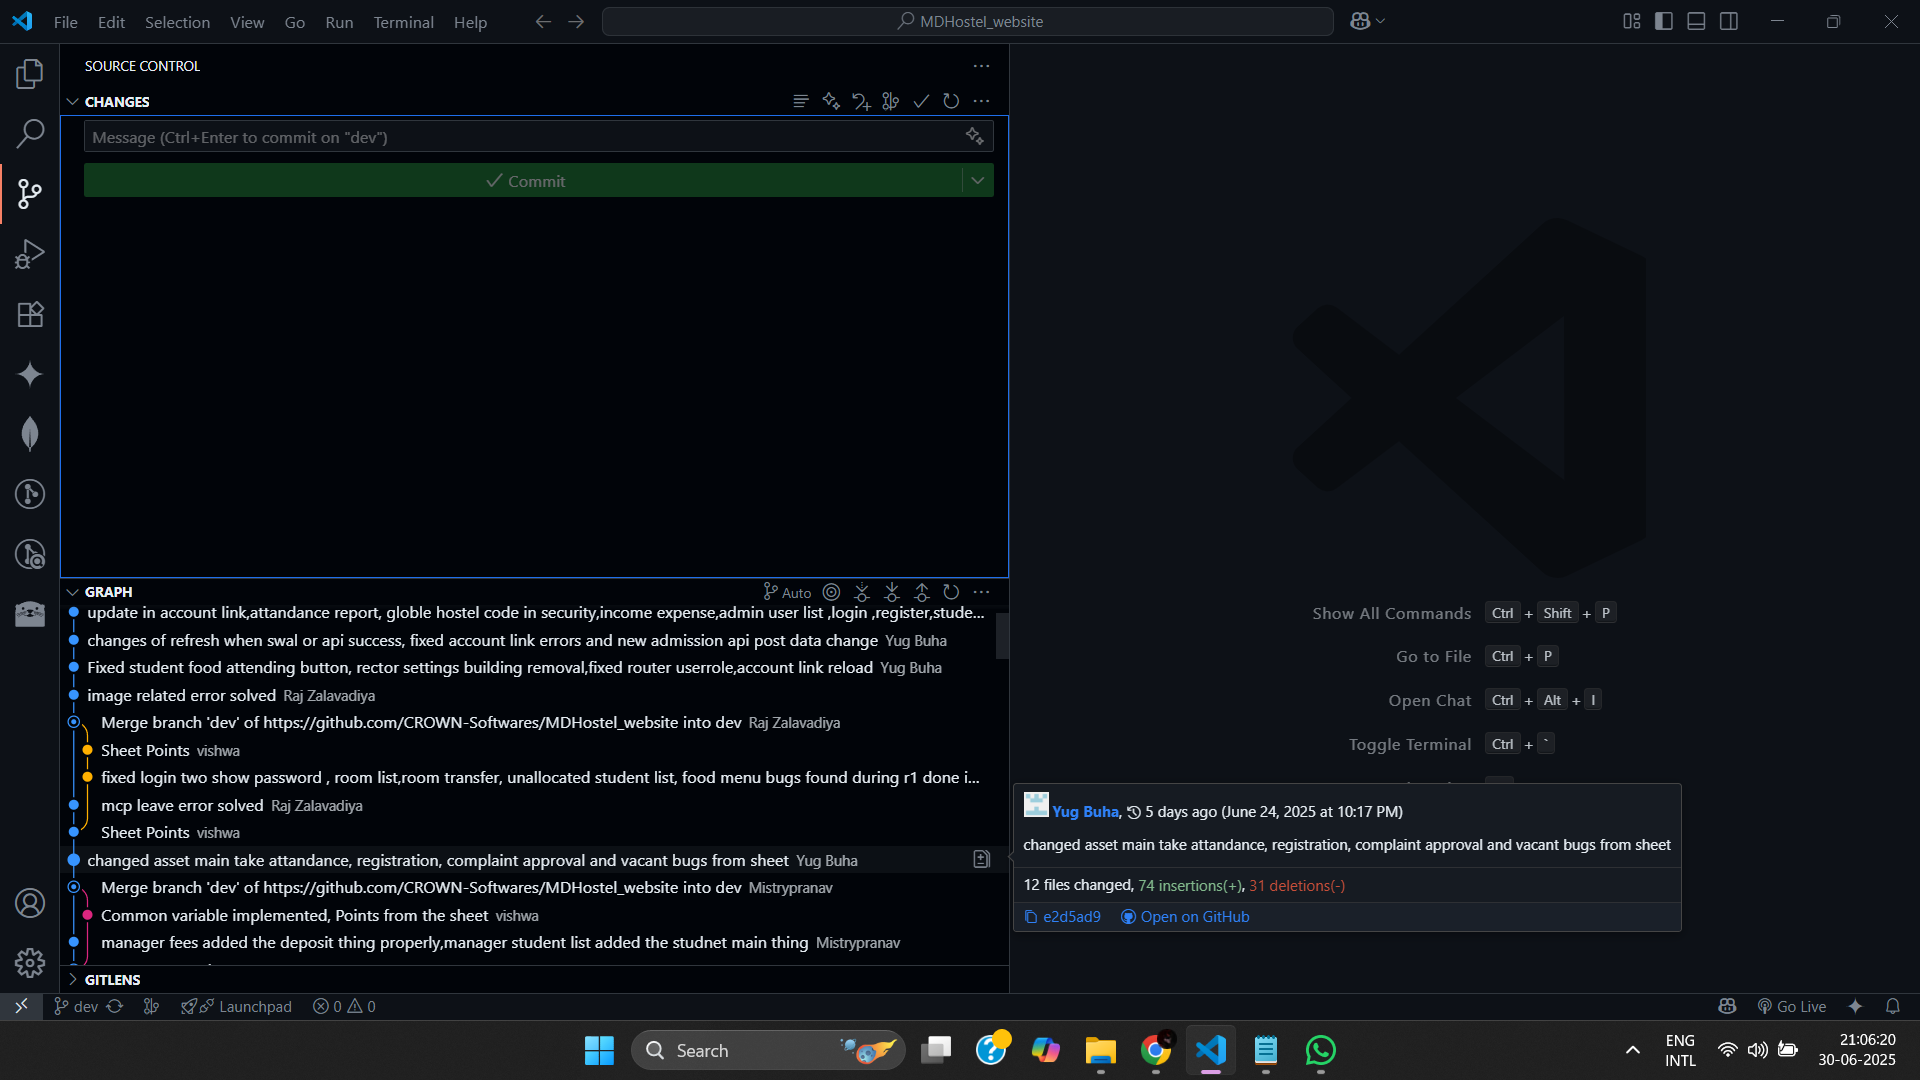 File Edit Selection View Go Run Terminal Help
MDHostel_website
SOURCE CONTROL
CHANGES
Message (Ctrl+Enter to commit on "dev")
Commit
GRAPH
Auto
update in account link,attandance report, globle hostel code in security,income expense,admin user list ,login ,register,stude...
changes of refresh when swal or api success, fixed account link errors and new admission api post data change Yug Buha
Fixed student food attending button, rector settings building removal,fixed router userrole,account link reload Yug Buha
image related error solved Raj Zalavadiya
Merge branch 'dev' of https://github.com/CROWN-Softwares/MDHostel_website into dev Raj Zalavadiya
Sheet Points vishwa
fixed login two show password , room list,room transfer, unallocated student list, food menu bugs found during r1 done i...
mcp leave error solved Raj Zalavadiya
Sheet Points vishwa
changed asset main take attandance, registration, complaint approval and vacant bugs from sheet Yug Buha
Merge branch 'dev' of https://github.com/CROWN-Softwares/MDHostel_website into dev Mistrypranav
Common variable implemented, Points from the sheet vishwa
manager fees added the deposit thing properly,manager student list added the studnet main thing Mistrypranav
GITLENS
Show All Commands Ctrl + Shift + P
Go to File Ctrl + P
Open Chat Ctrl + Alt + I
Toggle Terminal Ctrl + `
Yug Buha, 5 days ago (June 24, 2025 at 10:17 PM)
changed asset main take attandance, registration, complaint approval and vacant bugs from sheet
12 files changed, 74 insertions(+), 31 deletions(-)
e2d5ad9 Open on GitHub
dev Launchpad 0 0 Go Live
Search
ENG
INTL
21:06:20
30-06-2025